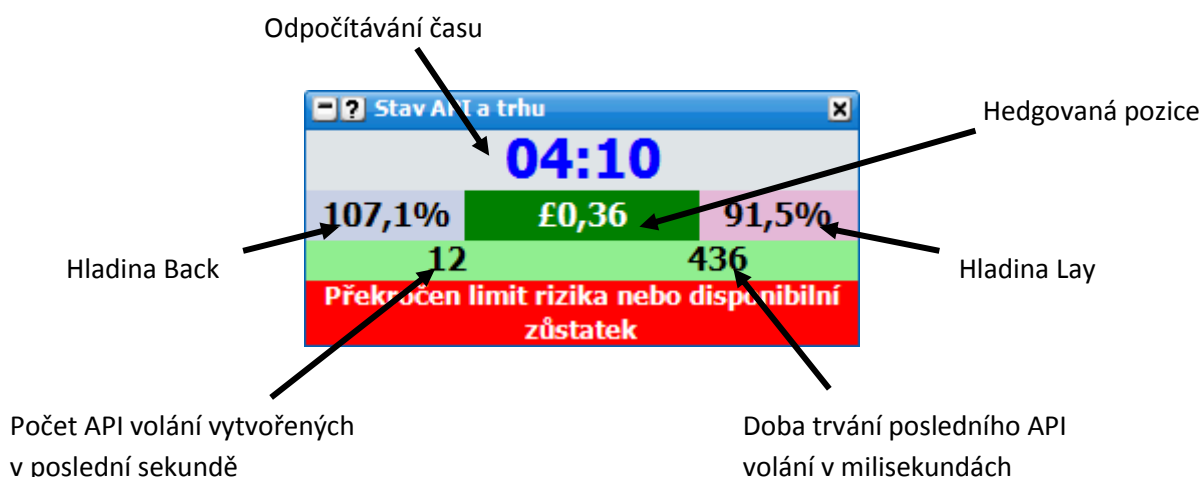 Odpočítávání času
Stav API a trhu
Hedgovaná pozice
04:10
107,1% £0,36 91,5%
Hladina Back
12 436
Hladina Lay
Překročen limit rizika nebo disponibilní
zůstatek
Počet API volání vytvořených
v poslední sekundě
Doba trvání posledního API
volání v milisekundách